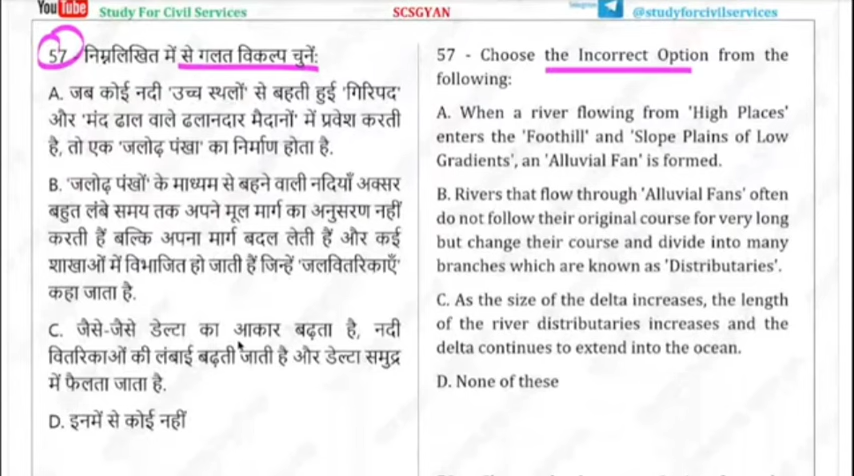 You Tube Study For Civil Services SCSGYAN Telegram @studyforcivilservices
57 - निम्नलिखित में से गलत विकल्प चुनें:
A. जब कोई नदी 'उच्च स्थलों' से बहती हुई 'गिरिपद'
और 'मंद ढाल वाले ढलानदार मैदानों' में प्रवेश करती
है, तो एक 'जलोढ़ पंखा' का निर्माण होता है.
B. 'जलोढ़ पंखों' के माध्यम से बहने वाली नदियाँ अक्सर
बहुत लंबे समय तक अपने मूल मार्ग का अनुसरण नहीं
करती हैं बल्कि अपना मार्ग बदल लेती हैं और कई
शाखाओं में विभाजित हो जाती हैं जिन्हें 'जलवितरिकाएँ'
कहा जाता है.
C. जैसे-जैसे डेल्टा का आकार बढ़ता है, नदी
वितरिकाओं की लंबाई बढ़ती जाती है और डेल्टा समुद्र
में फैलता जाता है.
D. इनमें से कोई नहीं
57 - Choose the Incorrect Option from the
following:
A. When a river flowing from 'High Places'
enters the 'Foothill' and 'Slope Plains of Low
Gradients', an 'Alluvial Fan' is formed.
B. Rivers that flow through 'Alluvial Fans' often
do not follow their original course for very long
but change their course and divide into many
branches which are known as 'Distributaries'.
C. As the size of the delta increases, the length
of the river distributaries increases and the
delta continues to extend into the ocean.
D. None of these